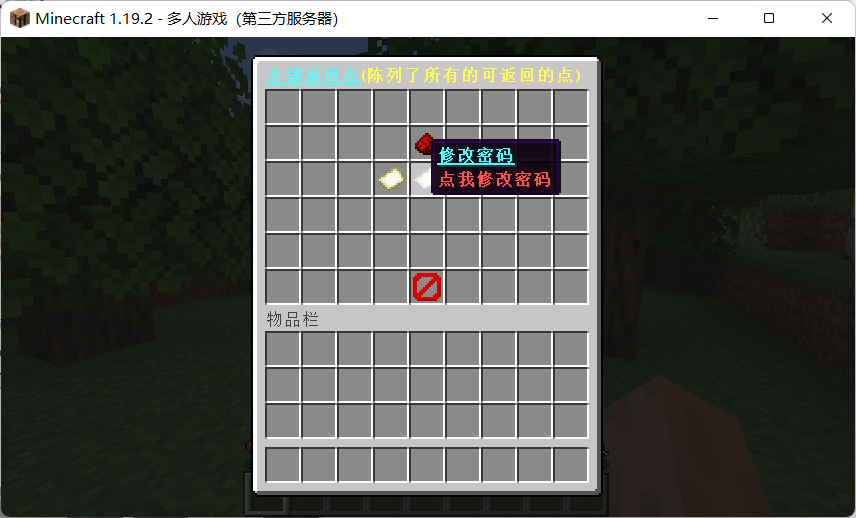 Minecraft 1.19.2 - 多人游戏（第三方服务器）
全部返回点(陈列了所有的可返回的点)
修改密码
点我修改密码
物品栏